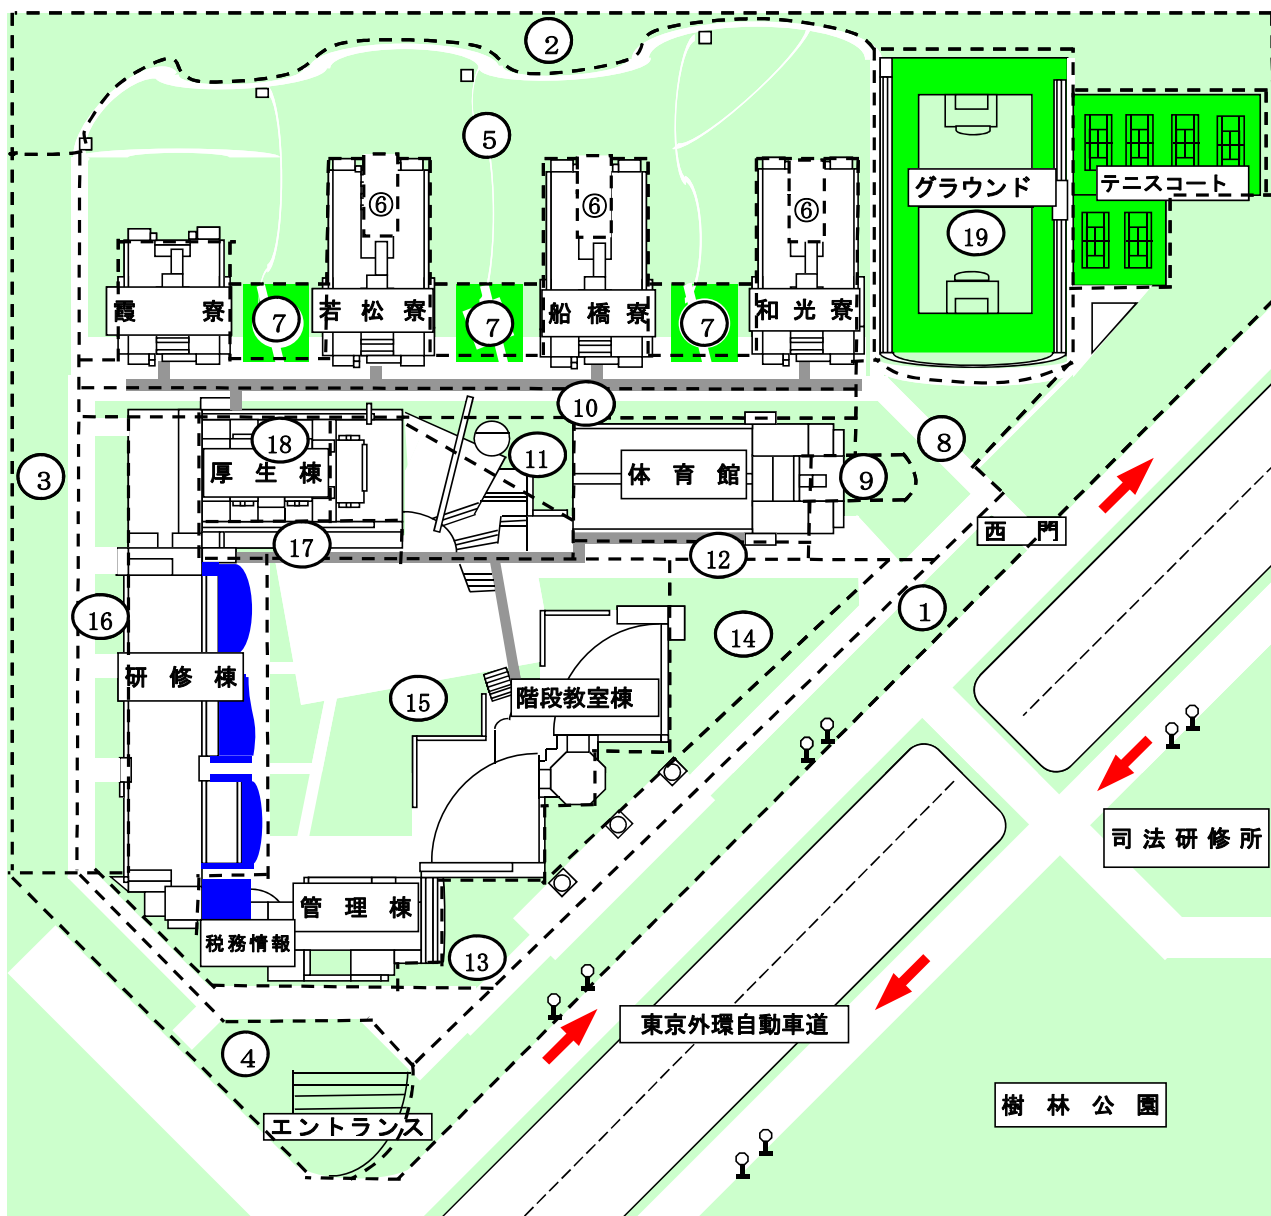 ②
⑤
⑥
⑥
⑥
グラウンド
テニスコート
⑲
霞 寮
⑦
若 松 寮
⑦
船 橋 寮
⑦
和 光 寮
⑩
⑧
③
⑱
厚 生 棟
⑪
体 育 館
⑨
西 門
⑰
⑫
⑯
①
⑭
研 修 棟
⑮
階段教室棟
司 法 研 修 所
管 理 棟
税務情報
⑬
東京外環自動車道
④
エントランス
樹 林 公 園